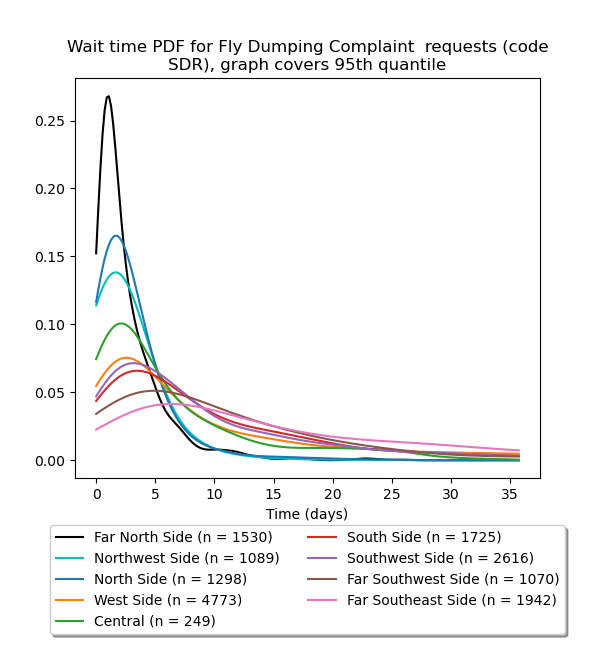 Wait time PDF for Fly Dumping Complaint  requests (code
SDR), graph covers 95th quantile
0.25
0.20
0.15
0.10
0.05
0.00
0 5 10 15 20 25 30 35
Time (days)
Far North Side (n = 1530)
Northwest Side (n = 1089)
North Side (n = 1298)
West Side (n = 4773)
Central (n = 249)
South Side (n = 1725)
Southwest Side (n = 2616)
Far Southwest Side (n = 1070)
Far Southeast Side (n = 1942)